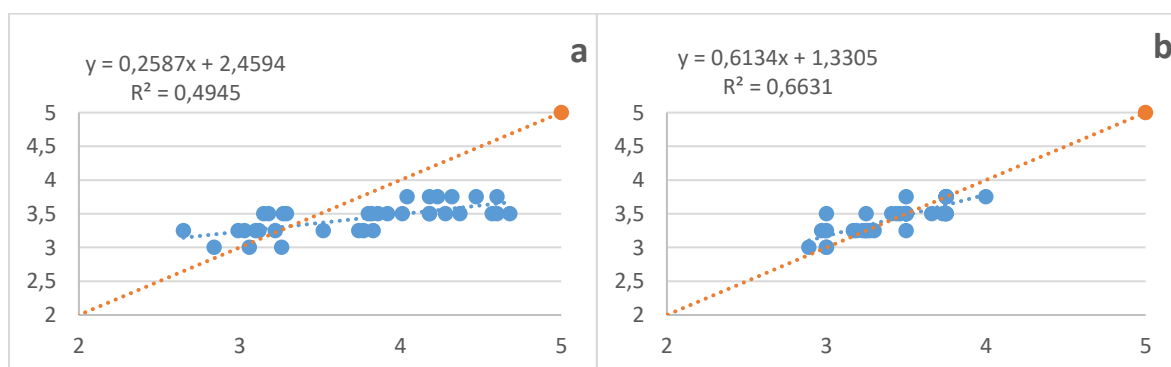 a
y = 0,2587x + 2,4594
R² = 0,4945
5
4,5
4
3,5
3
2,5
2
2 3 4 5
b
y = 0,6134x + 1,3305
R² = 0,6631
5
4,5
4
3,5
3
2,5
2
2 3 4 5